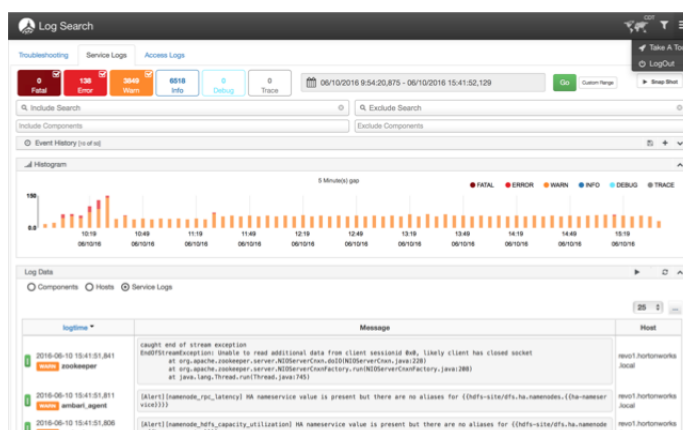 Log Search
CDT
Take A To
LogOut
Troubleshooting Service Logs Access Logs
0 Fatal
138 Error
3849 Warn
6518 Info
0 Debug
0 Trace
06/10/2016 9:54:20,875 - 06/10/2016 15:41:52,129
Go
Custom Range
Snap Shot
Include Search
Exclude Search
Include Components
Exclude Components
Event History [10 of 50]
Histogram
5 Minute(s) gap
FATAL ERROR WARN INFO DEBUG TRACE
150
0.0
10:19 10:49 11:19 11:49 12:19 12:49 13:19 13:49 14:19 14:49 15:19
06/10/16 06/10/16 06/10/16 06/10/16 06/10/16 06/10/16 06/10/16 06/10/16 06/10/16 06/10/16 06/10/16
Log Data
Components Hosts Service Logs
25 ...
logtime Message Host
2016-06-10 15:41:51,841
WARN zookeeper
caught end of stream exception
EndOfStreamException: Unable to read additional data from client sessionid 0x0, likely client has closed socket
at org.apache.zookeeper.server.NIOServerCnxn.doIO(NIOServerCnxn.java:228)
at org.apache.zookeeper.server.NIOServerCnxnFactory.run(NIOServerCnxnFactory.java:208)
at java.lang.Thread.run(Thread.java:745)
revo1.hortonworks
.local
2016-06-10 15:41:51,811
WARN ambari_agent
[Alert][namenode_rpc_latency] HA nameservice value is present but there are no aliases for {{hdfs-site/dfs.ha.namenodes.{{ha-nameser
vice}}}}
revo1.hortonworks
.local
2016-06-10 15:41:51,806
[Alert][namenode_hdfs_capacity_utilization] HA nameservice value is present but there are no aliases for {{hdfs-site/dfs.ha.namenode
revo1.hortonworks